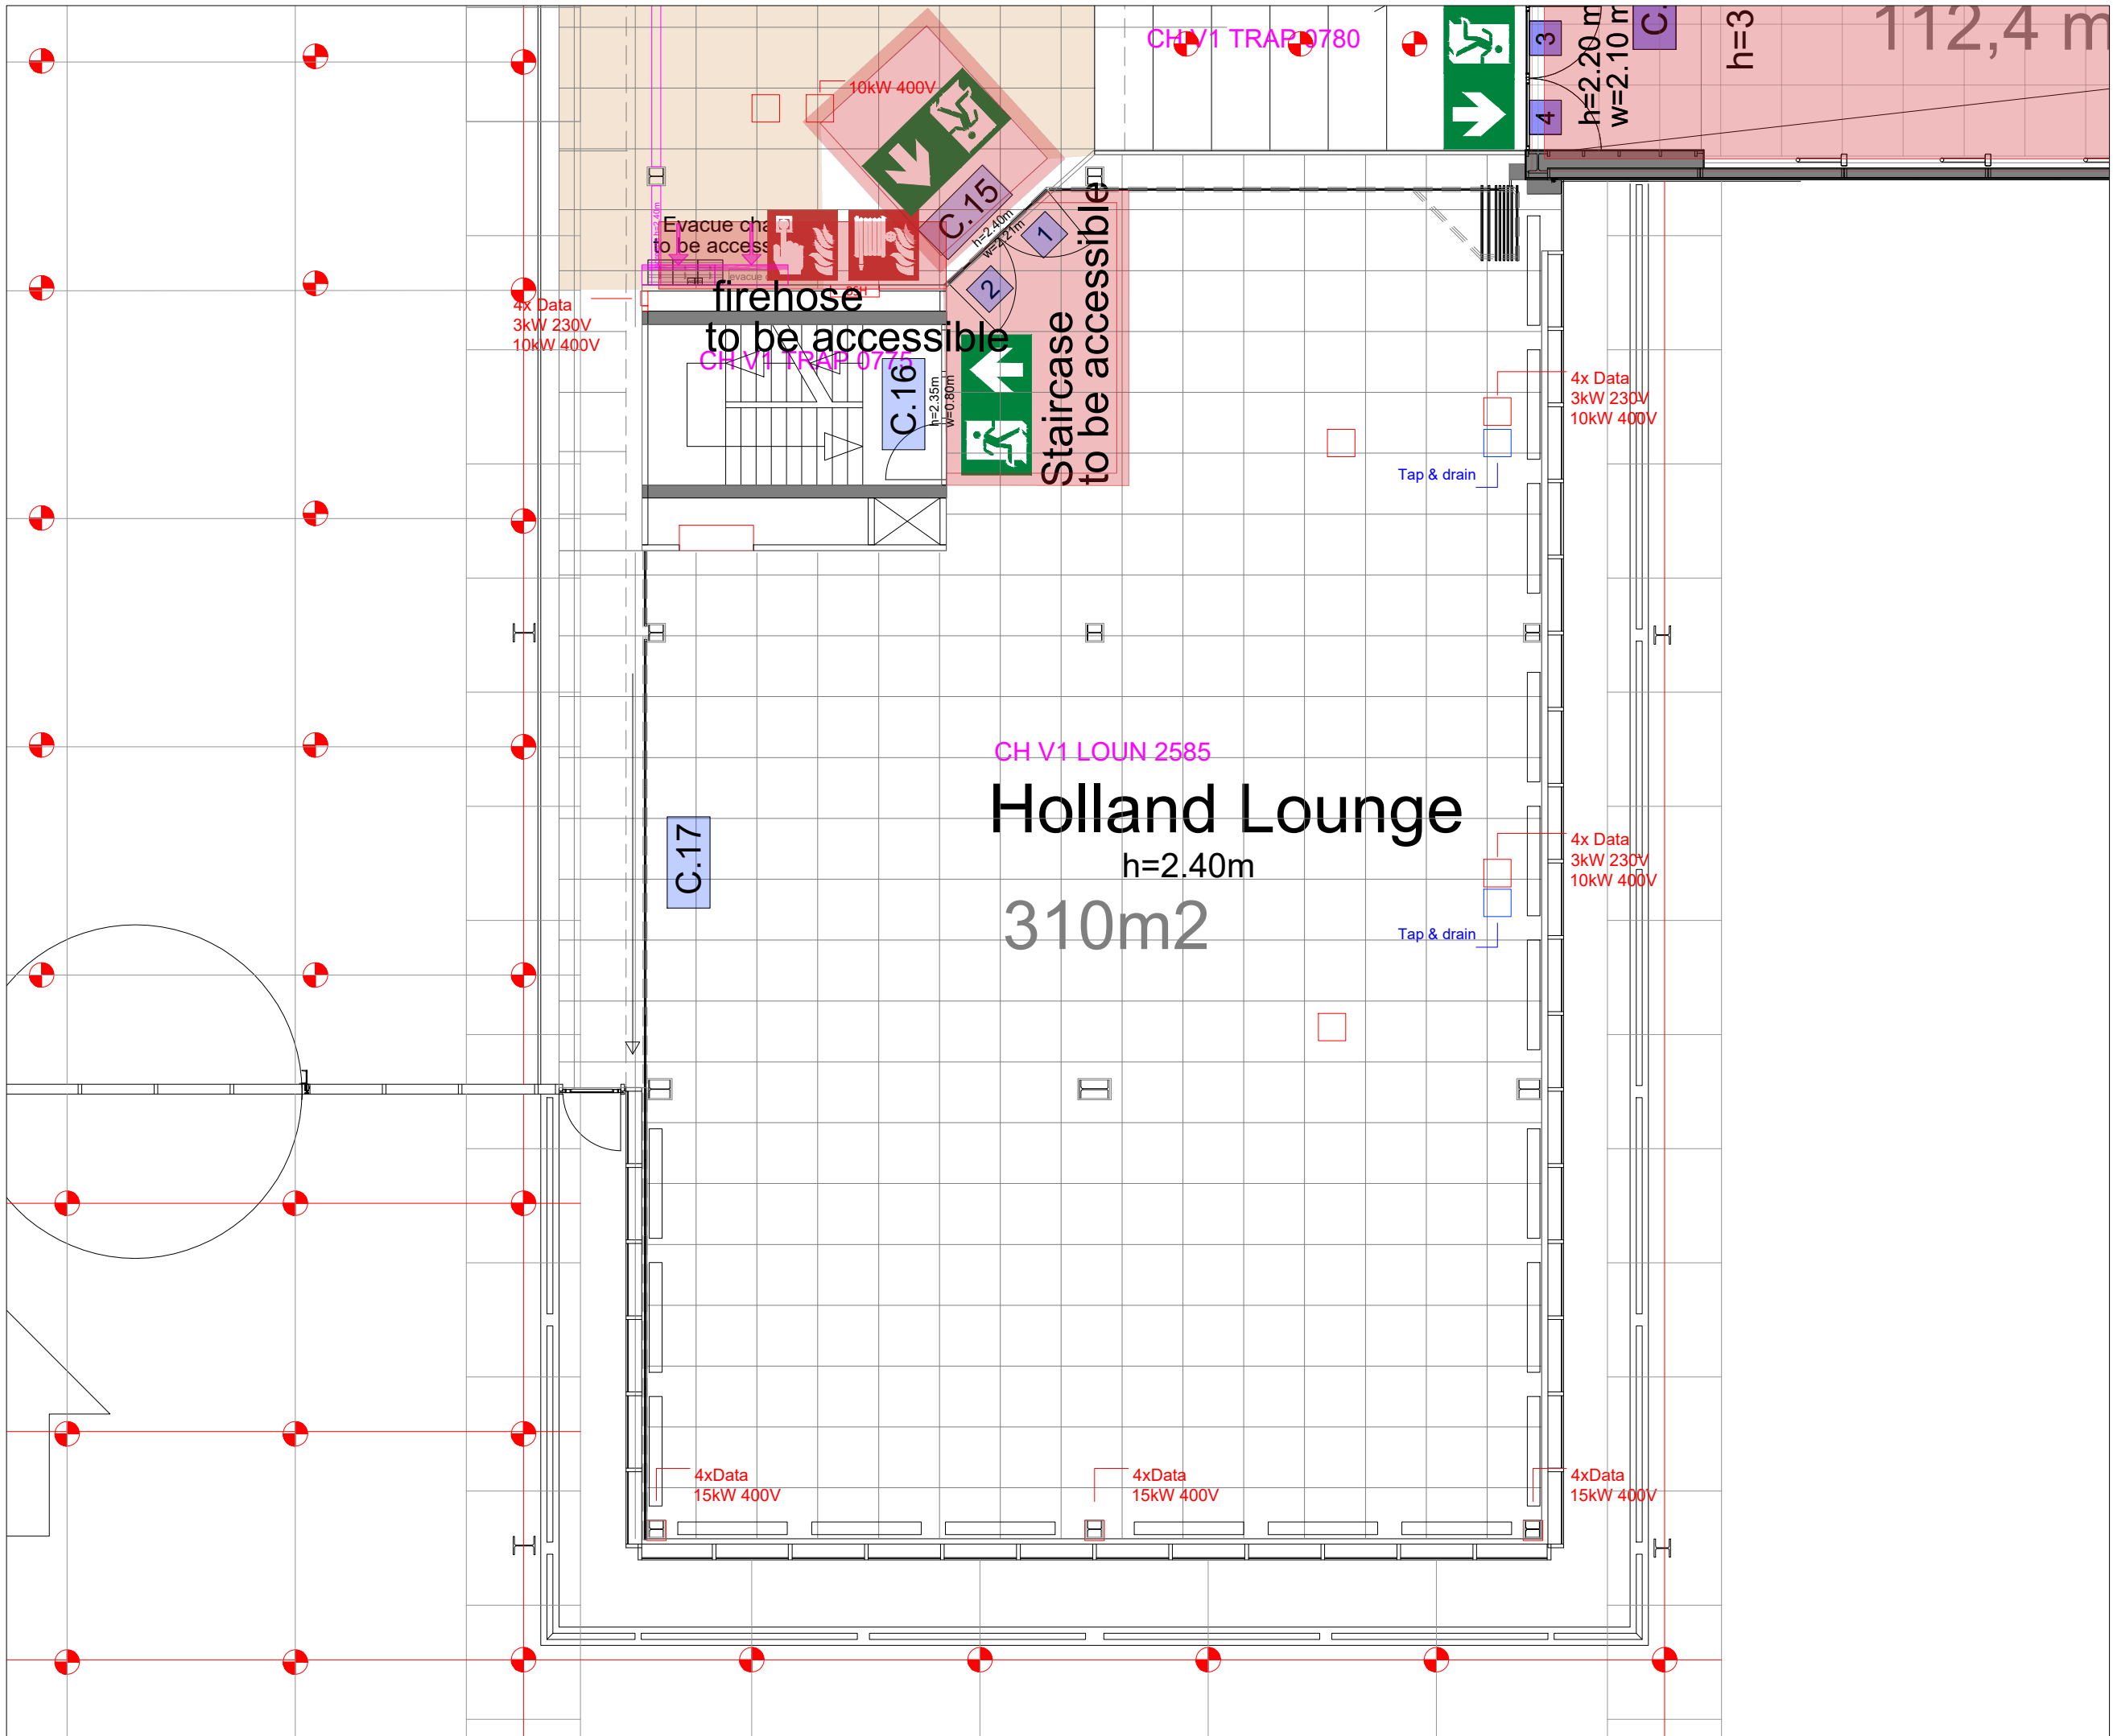 CH V1 TRAP 0780
3
4
h=2.20 m
w=2.10 m
C.
h=3
112,4 m
10kW 400V
C.15
h=2.40m
w=2.21m
1
2
h=2.40m
Evacue cha
to be access
evacue
firehose
to be accessible
4x Data
3kW 230V
10kW 400V
CH V1 TRAP 0775
C.16
h=2.35m
w=0.80m
Staircase
to be accessible
4x Data
3kW 230V
10kW 400V
Tap & drain
CH V1 LOUN 2585
Holland Lounge
h=2.40m
310m2
C.17
4x Data
3kW 230V
10kW 400V
Tap & drain
4xData
15kW 400V
4xData
15kW 400V
4xData
15kW 400V